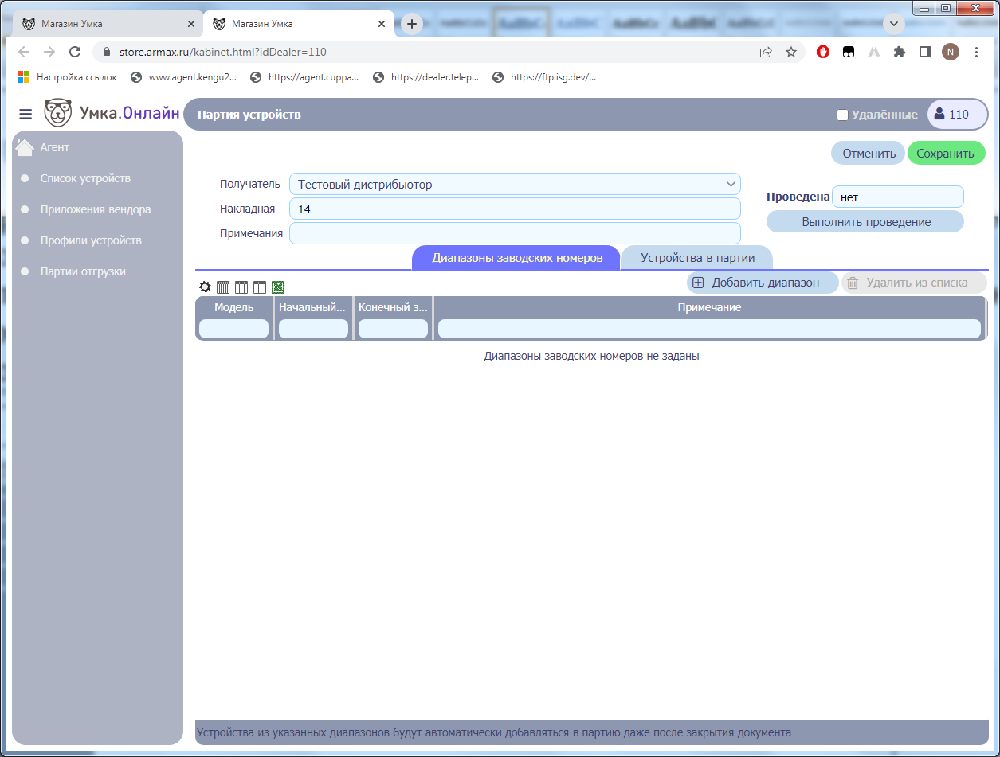 Магазин Умка
Магазин Умка
store.armax.ru/kabinet.html?idDealer=110
N
Настройка ссылок
www.agent.kengu2...
https://agent.cuppa...
https://dealer.telep...
https://ftp.isg.dev/...
Умка.Онлайн
Партия устройств
Удалённые
110
Агент
Список устройств
Приложения вендора
Профили устройств
Партии отгрузки
Отменить
Сохранить
Получатель
Тестовый дистрибьютор
Накладная
14
Примечания
Проведена
нет
Выполнить проведение
Диапазоны заводских номеров
Устройства в партии
Добавить диапазон
Удалить из списка
Модель
Начальный...
Конечный з...
Примечание
Диапазоны заводских номеров не заданы
Устройства из указанных диапазонов будут автоматически добавляться в партию даже после закрытия документа